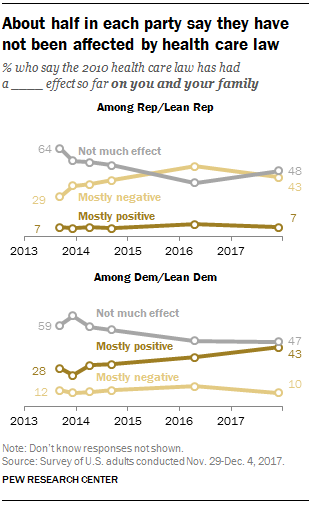 About half in each party say they have
not been affected by health care law
% who say the 2010 health care law has had
a ____ effect so far on you and your family
Among Rep/Lean Rep
64
Not much effect
48
29
Mostly negative
43
Mostly positive
7
7
2013 2014 2015 2016 2017
Among Dem/Lean Dem
59
Not much effect
47
Mostly positive
43
28
Mostly negative
12
10
2013 2014 2015 2016 2017
Note: Don't know responses not shown.
Source: Survey of U.S. adults conducted Nov. 29-Dec. 4, 2017.
PEW RESEARCH CENTER